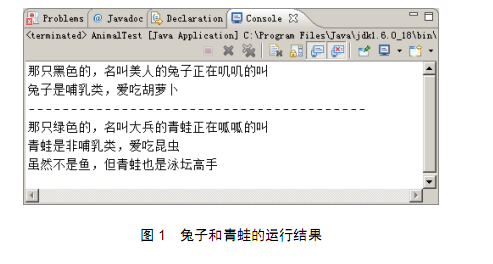 Problems @ Javadoc Declaration Console
<terminated> AnimalTest [Java Application] C:\Program Files\Java\jdk1.6.0_18\bin\
那只黑色的，名叫美人的兔子正在叽叽的叫
兔子是哺乳类，爱吃胡萝卜
----------------------------------------
那只绿色的，名叫大兵的青蛙正在呱呱的叫
青蛙是非哺乳类，爱吃昆虫
虽然不是鱼，但青蛙也是泳坛高手
图 1 兔子和青蛙的运行结果